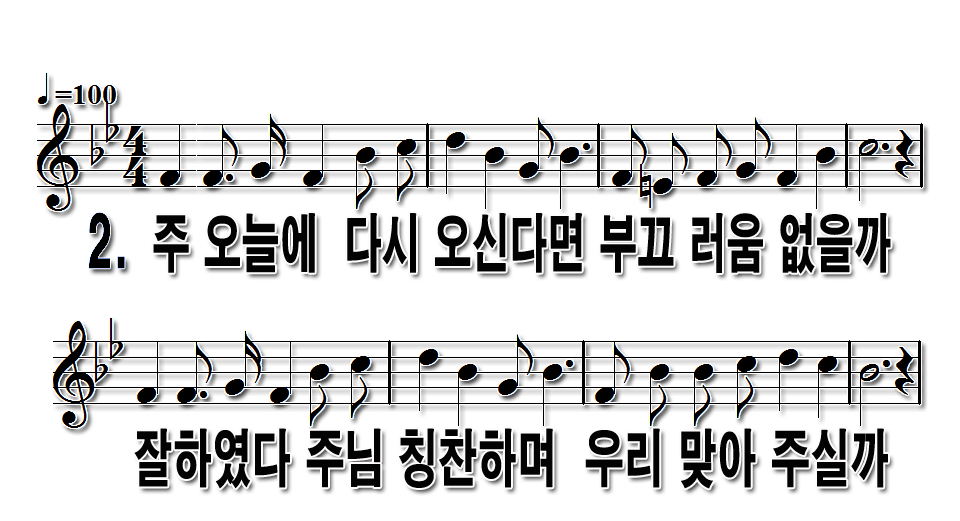 ♩=100
2. 주 오늘에 다시 오신다면 부끄 러움 없을까
잘하였다 주님 칭찬하며 우리 맞아 주실까